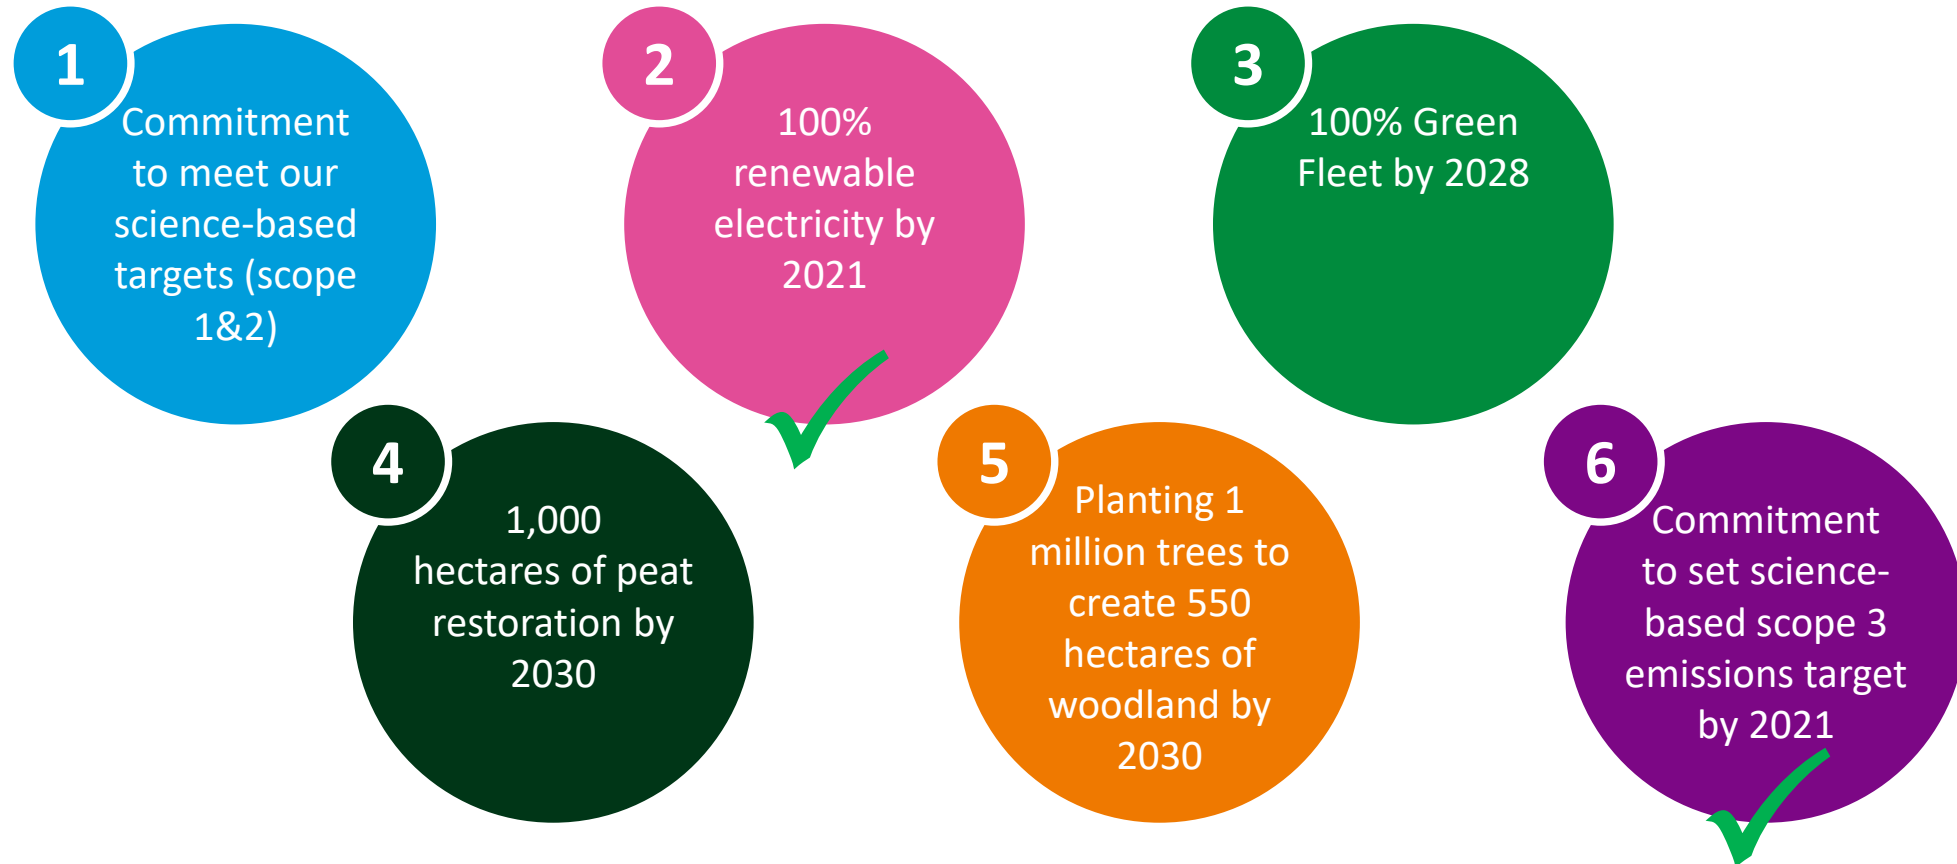 1
Commitment
to meet our
science-based
targets (scope
1&2)
2
100%
renewable
electricity by
2021
3
100% Green
Fleet by 2028
4
1,000
hectares of peat
restoration by
2030
5
Planting 1
million trees to
create 550
hectares of
woodland by
2030
6
Commitment
to set science-
based scope 3
emissions target
by 2021